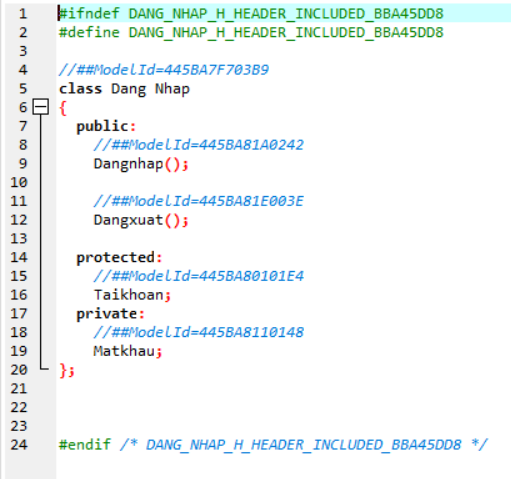 1 #ifndef DANG_NHAP_H_HEADER_INCLUDED_BBA45DD8
2 #define DANG_NHAP_H_HEADER_INCLUDED_BBA45DD8
3
4 //##ModelId=445BA7F703B9
5 class Dang Nhap
6 {
7 public:
8 //##ModelId=445BA81A0242
9 Dangnhap();
10
11 //##ModelId=445BA81E003E
12 Dangxuat();
13
14 protected:
15 //##ModelId=445BA80101E4
16 Taikhoan;
17 private:
18 //##ModelId=445BA8110148
19 Matkhau;
20 };
21
22
23
24 #endif /* DANG_NHAP_H_HEADER_INCLUDED_BBA45DD8 */